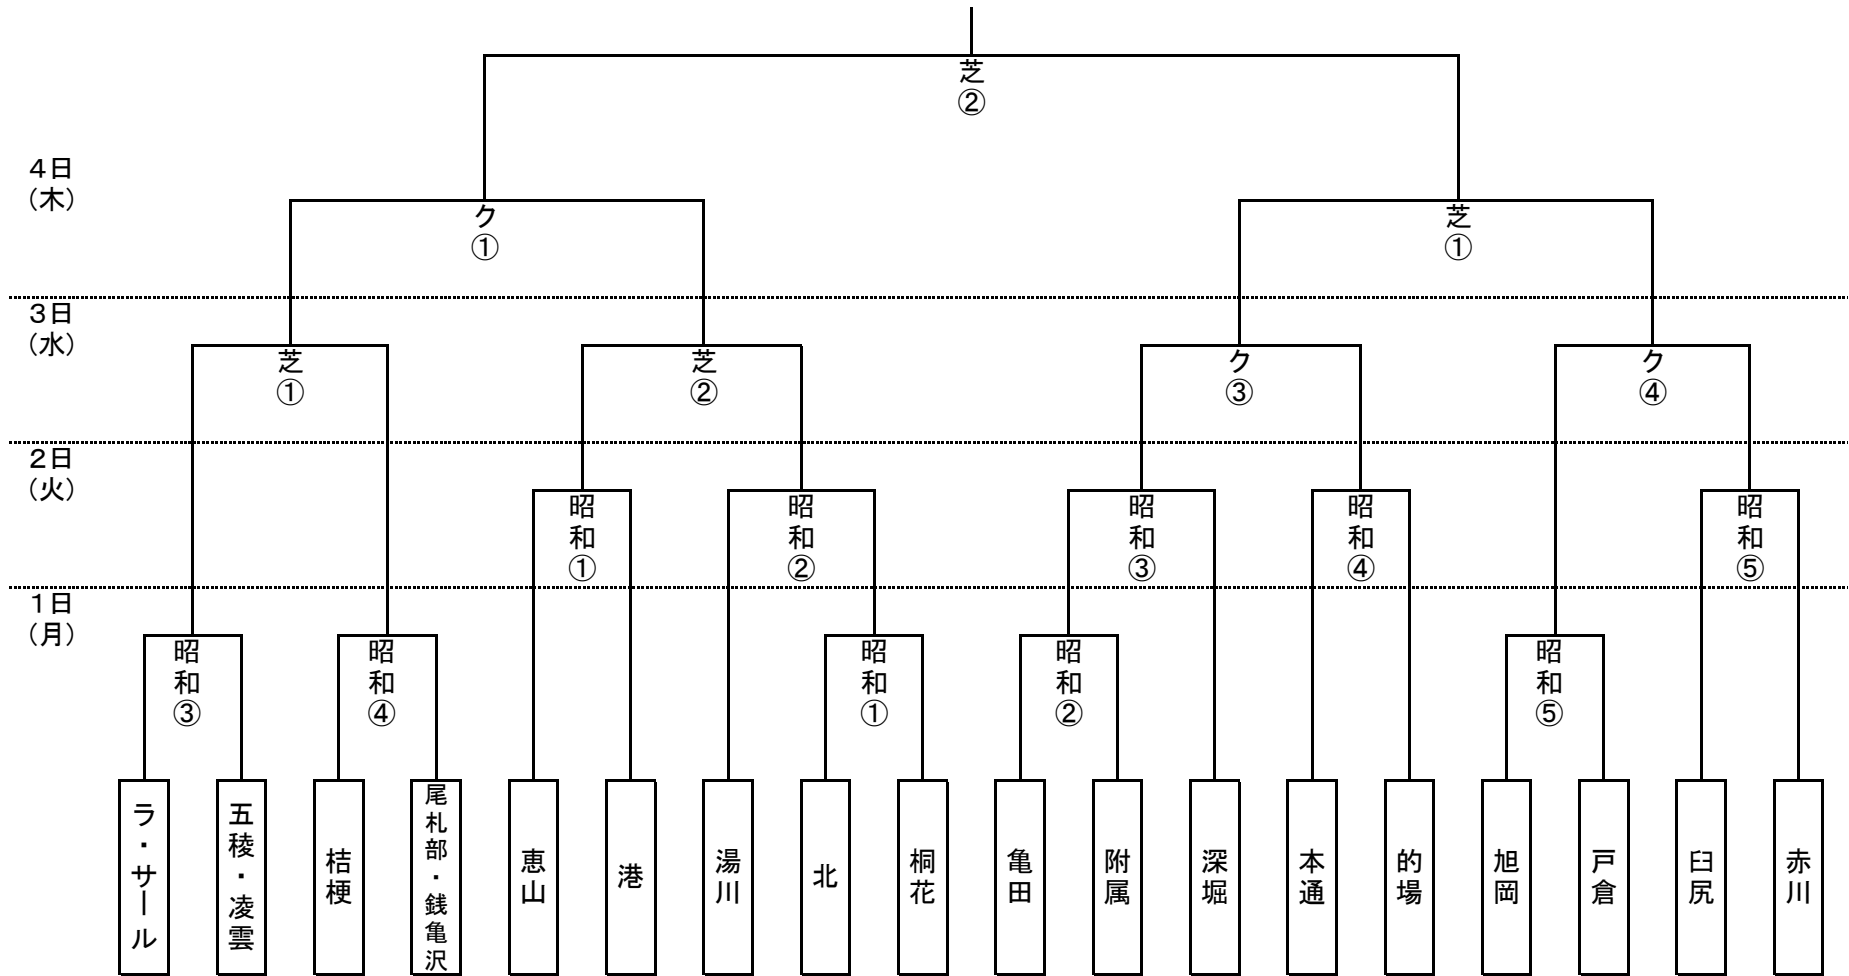 芝②
4日
(木)
ク①
芝①
3日
(水)
芝①
芝②
ク③
ク④
2日
(火)
昭和①
昭和②
昭和③
昭和④
昭和⑤
1日
(月)
昭和③
昭和④
昭和①
昭和②
昭和⑤
ラ・サール
五稜・凌雲
桔梗
尾札部・銭亀沢
恵山
港
湯川
北
桐花
亀田
附属
深堀
本通
的場
旭岡
戸倉
臼尻
赤川